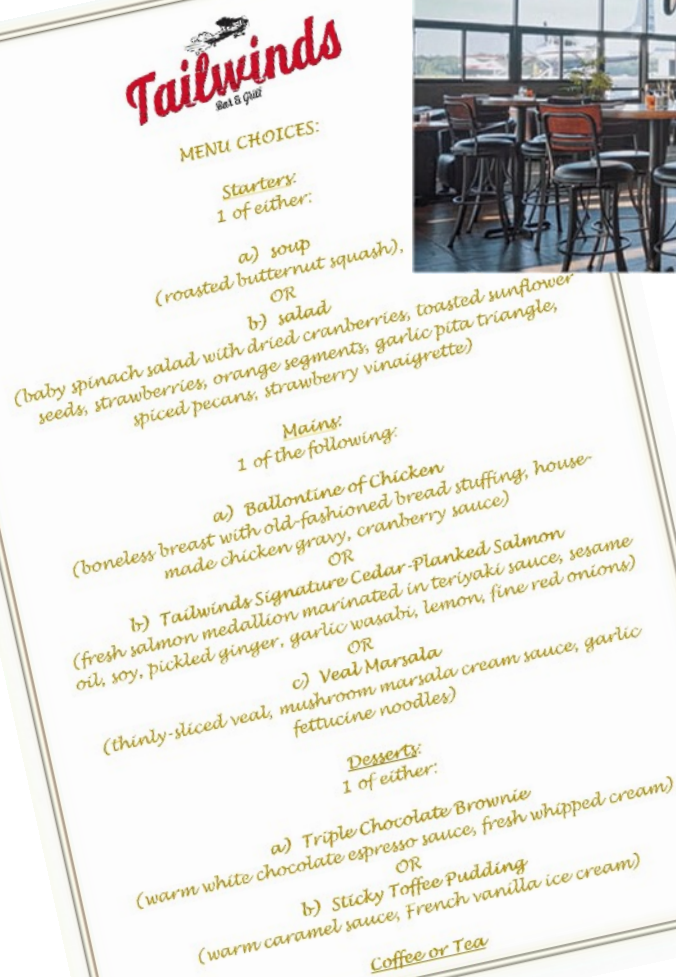 Tailwinds
Bar & Grill
MENU CHOICES:
Starters:
1 of either:
a) soup
(roasted butternut squash),
OR
b) salad
(baby spinach salad with dried cranberries, toasted sunflower
seeds, strawberries, orange segments, garlic pita triangle,
spiced pecans, strawberry vinaigrette)
Mains:
1 of the following:
a) Ballontine of Chicken
(boneless breast with old-fashioned bread stuffing, house-
made chicken gravy, cranberry sauce)
OR
b) Tailwinds Signature Cedar-Planked Salmon
(fresh salmon medallion marinated in teriyaki sauce, sesame
oil, soy, pickled ginger, garlic wasabi, lemon, fine red onions)
OR
c) Veal Marsala
(thinly-sliced veal, mushroom marsala cream sauce, garlic
fettucine noodles)
Desserts:
1 of either:
a) Triple Chocolate Brownie
(warm white chocolate espresso sauce, fresh whipped cream)
OR
b) Sticky Toffee Pudding
(warm caramel sauce, French vanilla ice cream)
Coffee or Tea